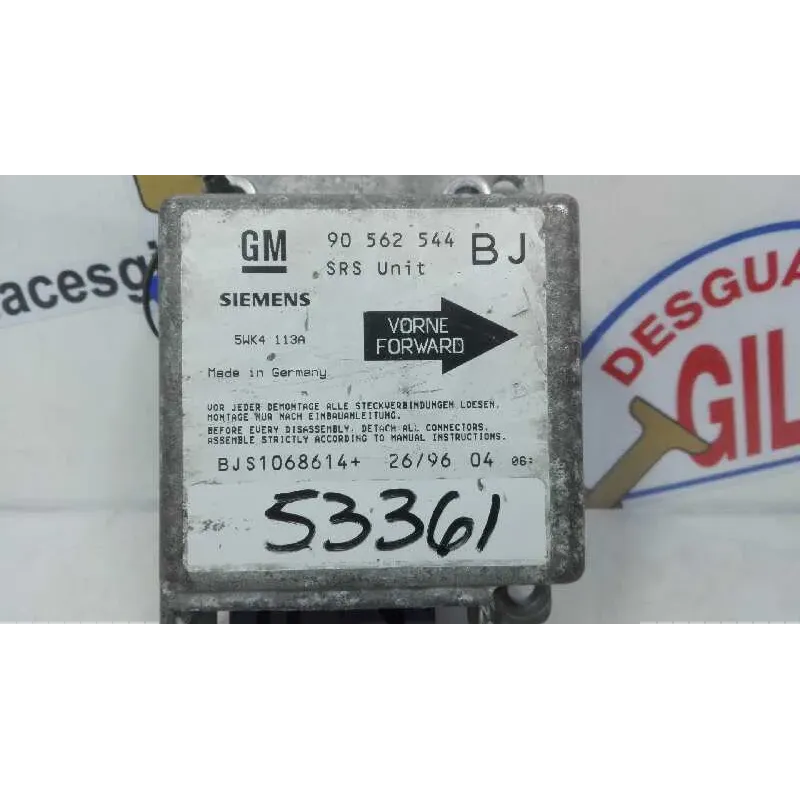 GM
90 562 544
BJ
SRS Unit
SIEMENS
5WK4 113A
VORNE
FORWARD
Made in Germany
VOR JEDER DEMONTAGE ALLE STECKVERBINDUNGEN LOESEN.
MONTAGE NUR NACH EINBAUANLEITUNG.
BEFORE EVERY DISASSEMBLY, DETACH ALL CONNECTORS.
ASSEMBLE STRICTLY ACCORDING TO MANUAL INSTRUCTIONS.
BJS1068614+ 26/96 04 06:
53361
acesgi
DESGUA
GIL